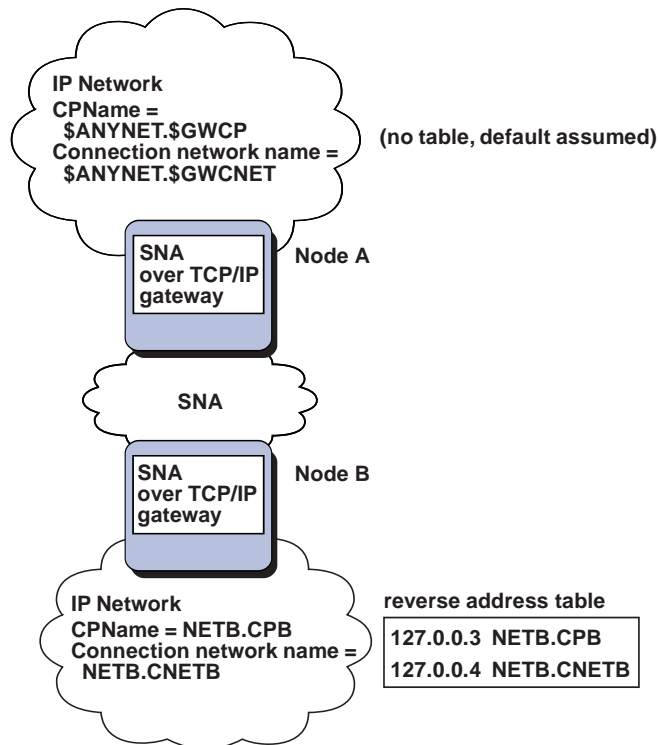 IP Network
CPName =
$ANYNET.$GWCP
Connection network name =
$ANYNET.$GWCNET
(no table, default assumed)
SNA
over TCP/IP
gateway
Node A
SNA
SNA
over TCP/IP
gateway
Node B
IP Network
CPName = NETB.CPB
Connection network name =
NETB.CNETB
reverse address table
127.0.0.3 NETB.CPB
127.0.0.4 NETB.CNETB